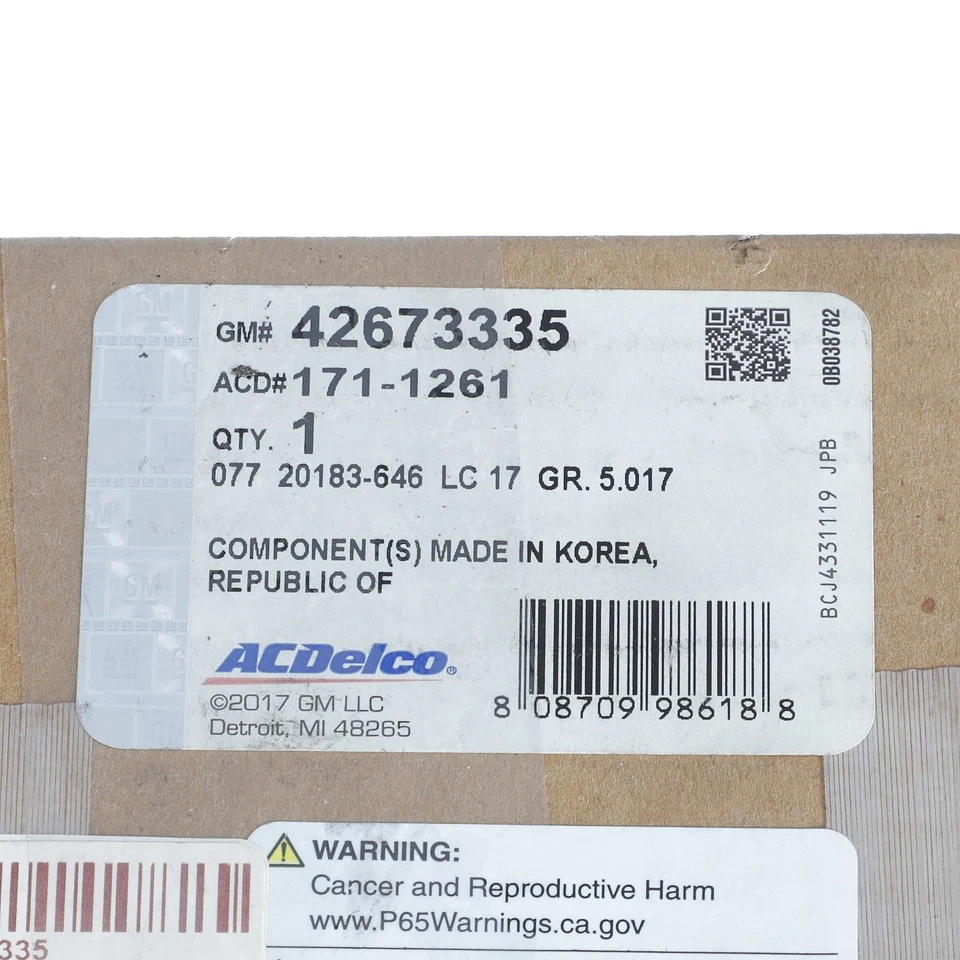 GM# 42673335
ACD# 171-1261
QTY. 1
077 20183-646 LC 17 GR. 5.017
COMPONENT(S) MADE IN KOREA,
REPUBLIC OF
ACDelco®
©2017 GM LLC
Detroit, MI 48265
8 08709 98618 8
0B038782
BCJ4331119 JPB
WARNING:
Cancer and Reproductive Harm
www.P65Warnings.ca.gov
335